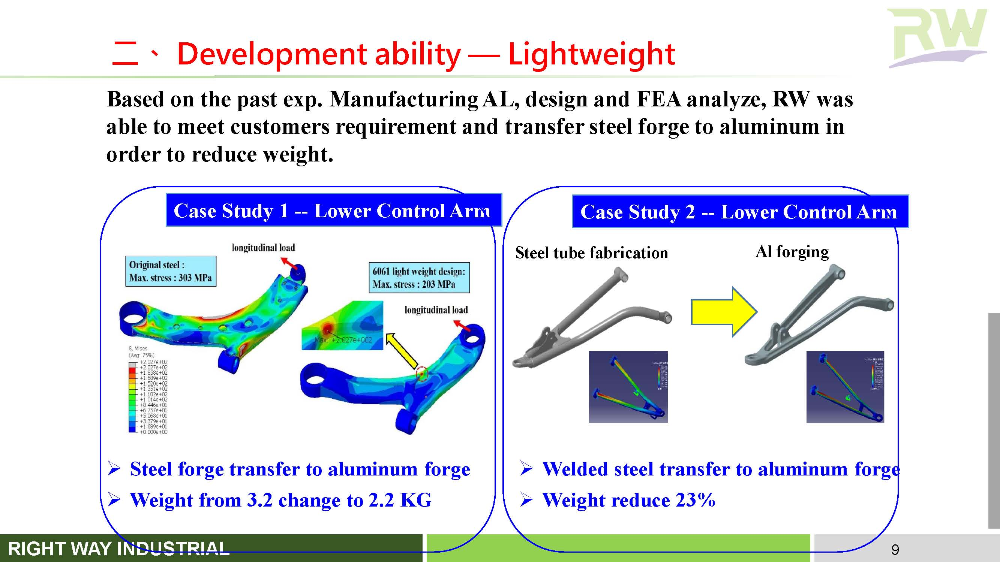 RW
二、Development ability — Lightweight
Based on the past exp. Manufacturing AL, design and FEA analyze, RW was
able to meet customers requirement and transfer steel forge to aluminum in
order to reduce weight.
Case Study 1 -- Lower Control Arm
longitudinal load
Original steel :
Max. stress : 303 MPa
6061 light weight design:
Max. stress : 203 MPa
longitudinal load
Max: +2.027e+002
S, Mises
(Avg: 75%)
+2.027e+02
+2.027e+02
+1.858e+02
+1.689e+02
+1.520e+02
+1.351e+02
+1.182e+02
+1.014e+02
+8.446e+01
+6.757e+01
+5.068e+01
+3.379e+01
+1.689e+01
+0.000e+00
➢ Steel forge transfer to aluminum forge
➢ Weight from 3.2 change to 2.2 KG
Case Study 2 -- Lower Control Arm
Steel tube fabrication
Al forging
➢ Welded steel transfer to aluminum forge
➢ Weight reduce 23%
RIGHT WAY INDUSTRIAL
9